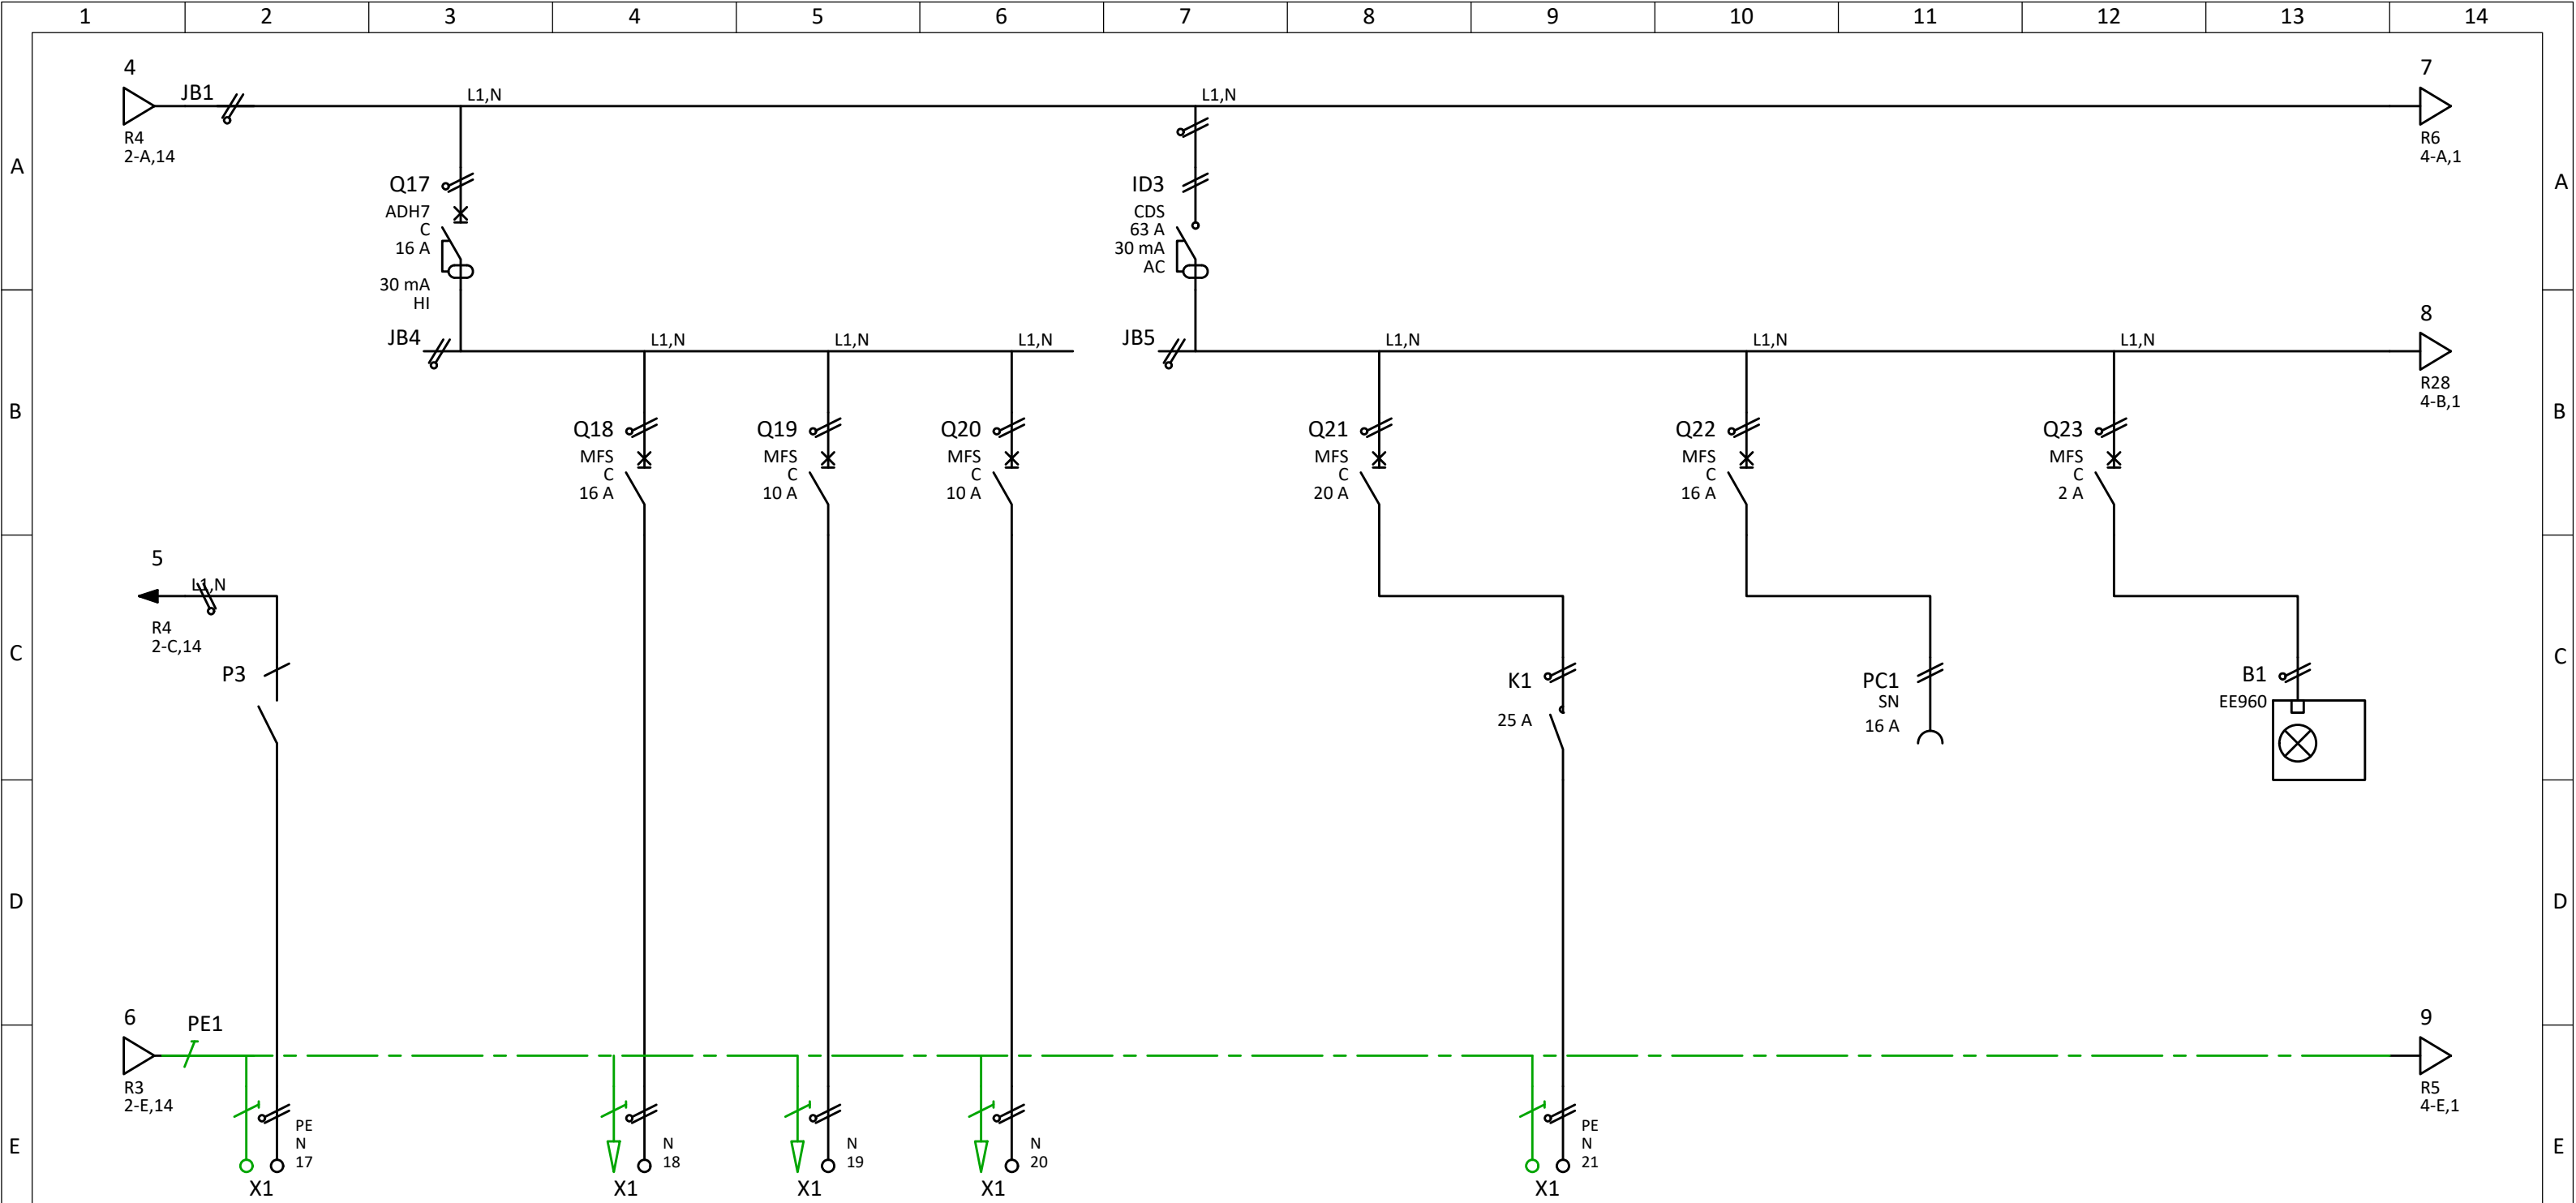 1 2 3 4 5 6 7 8 9 10 11 12 13 14
4
JB1
L1,N
L1,N
7
R4
2-A,14
R6
4-A,1
A
A
Q17
ADH7
C
16 A
30 mA
HI
ID3
CDS
63 A
30 mA
AC
JB4
L1,N
L1,N
L1,N
JB5
L1,N
L1,N
L1,N
8
R28
4-B,1
B
B
Q18
MFS
C
16 A
Q19
MFS
C
10 A
Q20
MFS
C
10 A
Q21
MFS
C
20 A
Q22
MFS
C
16 A
Q23
MFS
C
2 A
5
L1,N
R4
2-C,14
C
C
P3
K1
25 A
PC1
SN
16 A
B1
EE960
D
D
6
PE1
9
R3
2-E,14
R5
4-E,1
E
E
PE
N
17
X1
N
18
X1
N
19
X1
N
20
X1
PE
N
21
X1